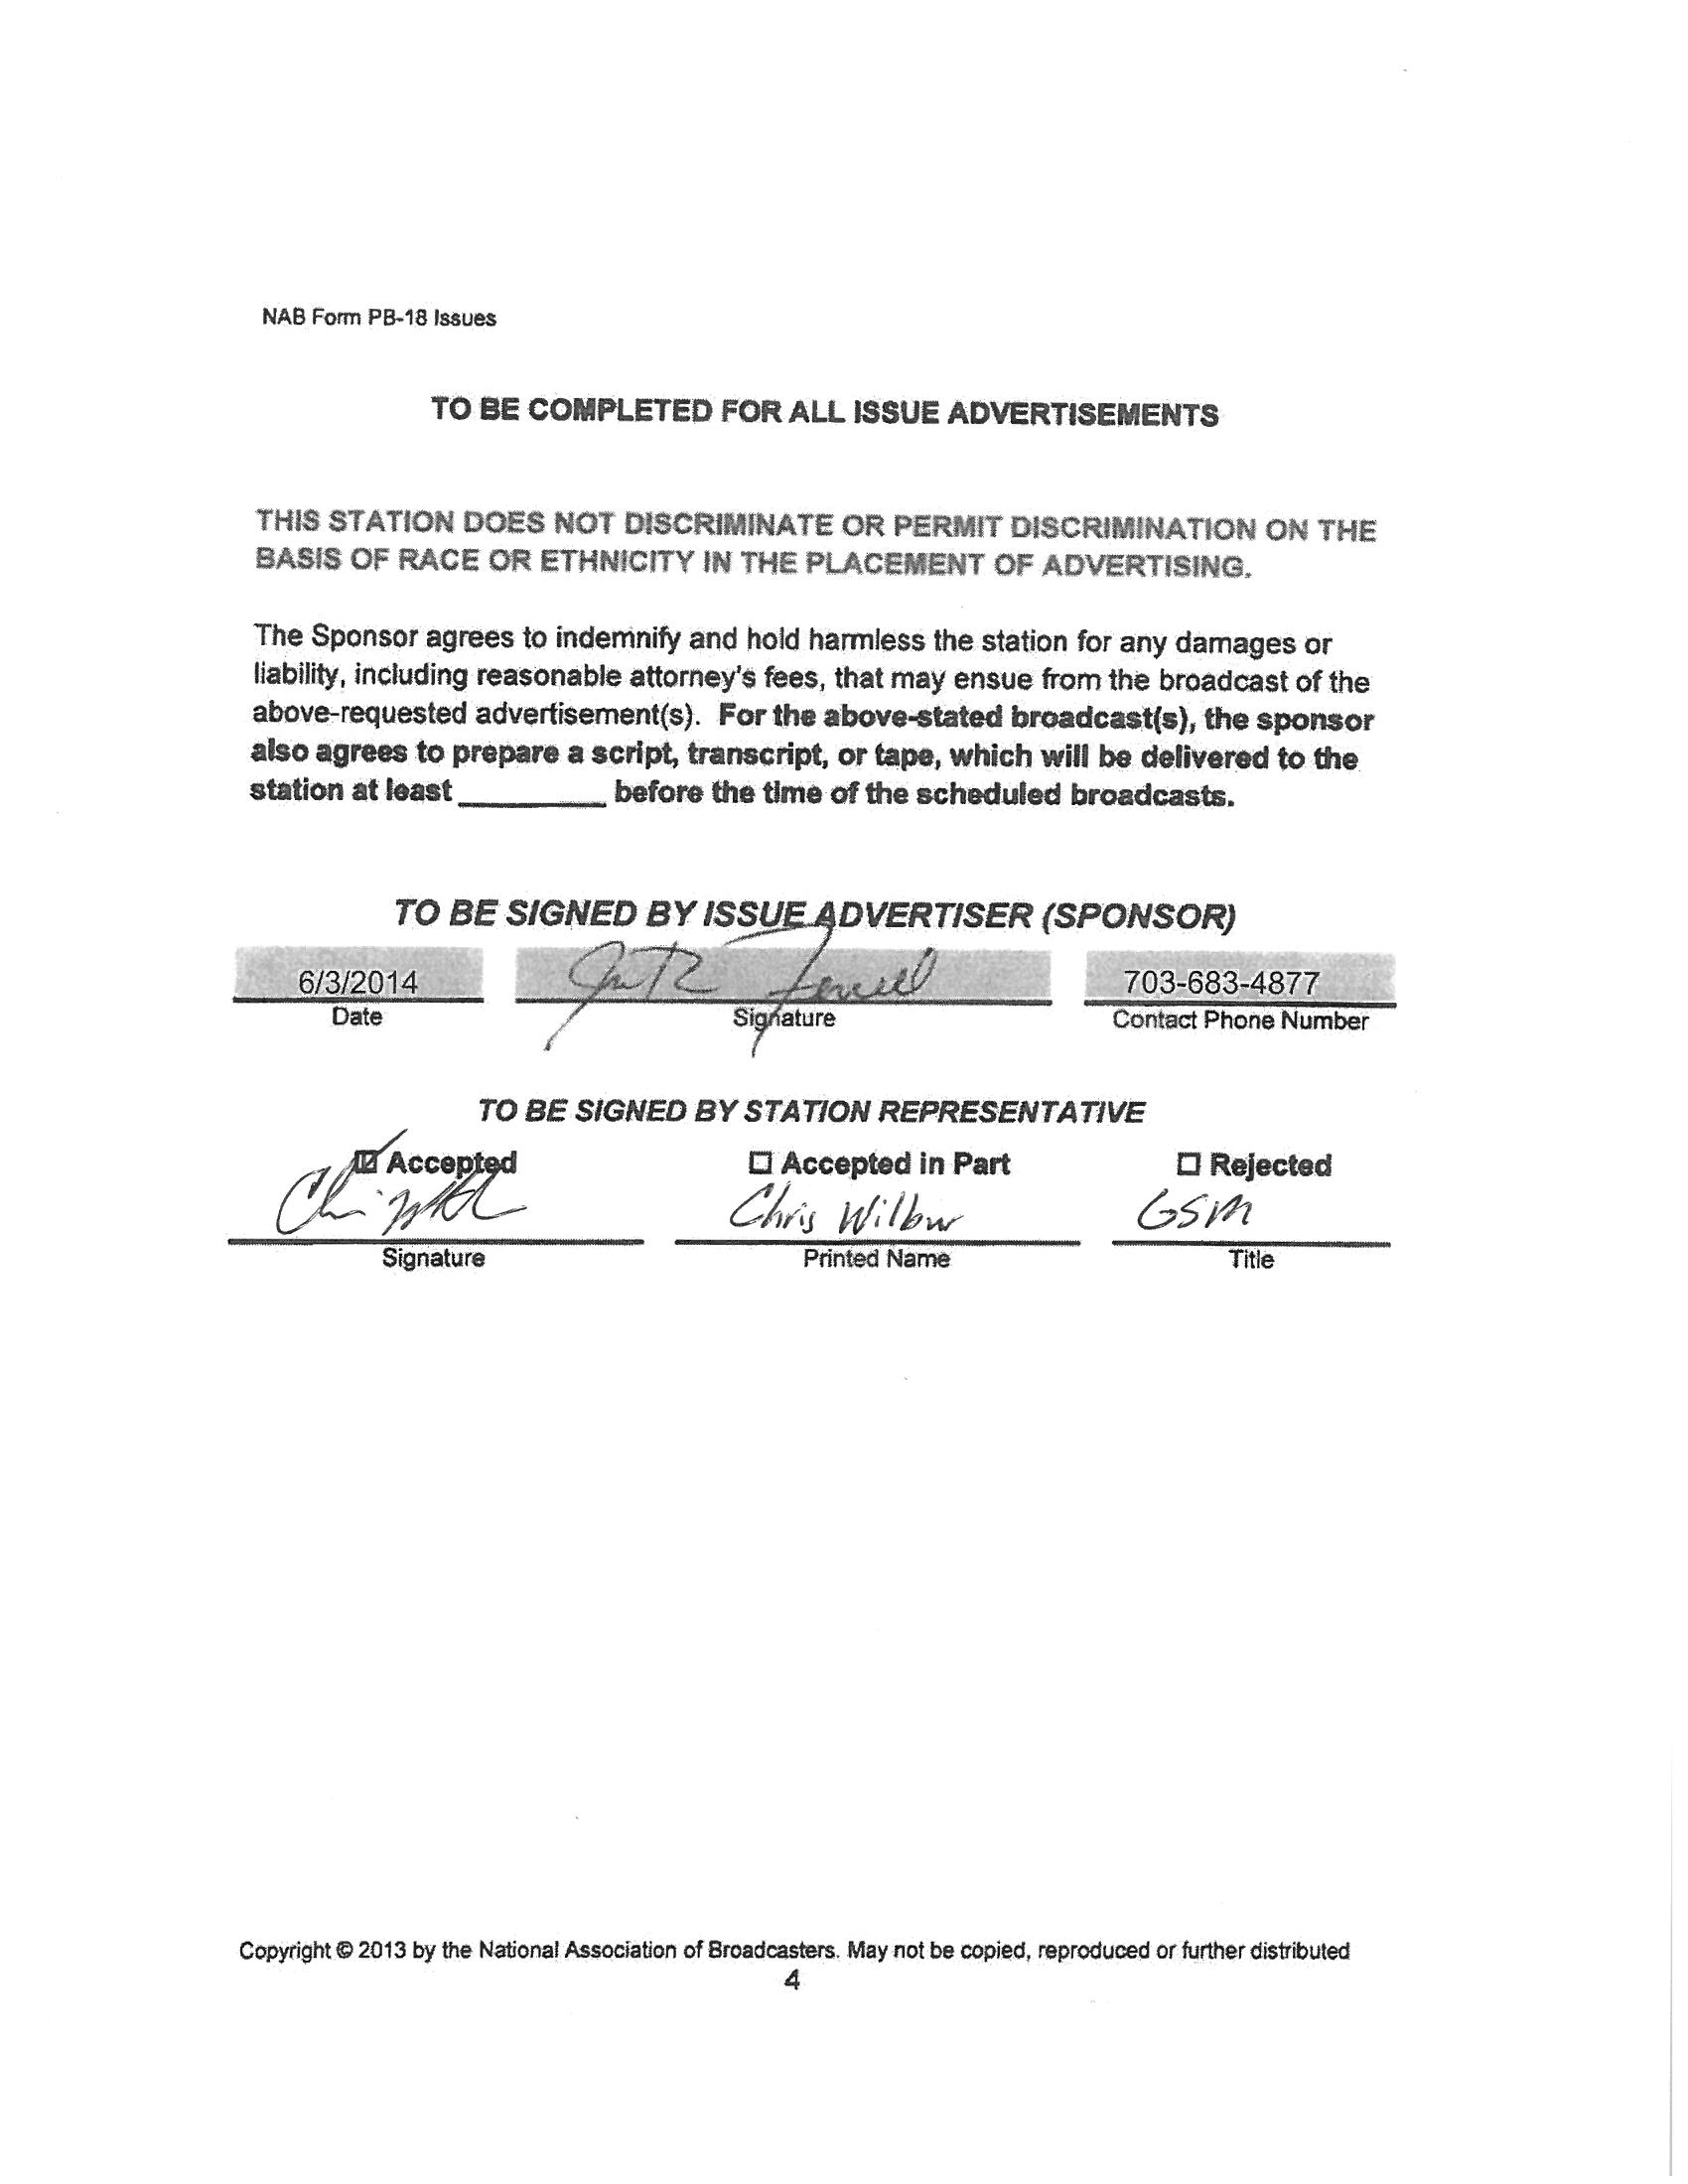 NAB Form PB-18 Issues
TO BE COMPLETED FOR ALL ISSUE ADVERTISEMENTS
THIS STATION DOES NOT DISCRIMINATE OR PERMIT DISCRIMINATION ON THE
BASIS OF RACE OR ETHNICITY IN THE PLACEMENT OF ADVERTISING.
The Sponsor agrees to indemnify and hold harmless the station for any damages or
liability, including reasonable attorney's fees, that may ensue from the broadcast of the
above-requested advertisement(s). For the above-stated broadcast(s), the sponsor
also agrees to prepare a script, transcript, or tape, which will be delivered to the
station at least ________ before the time of the scheduled broadcasts.
TO BE SIGNED BY ISSUE ADVERTISER (SPONSOR)
6/3/2014 703-683-4877
Date Signature Contact Phone Number
TO BE SIGNED BY STATION REPRESENTATIVE
☑ Accepted ☐ Accepted in Part ☐ Rejected
Chris Wilbur GSM
Signature Printed Name Title
Copyright © 2013 by the National Association of Broadcasters. May not be copied, reproduced or further distributed
4